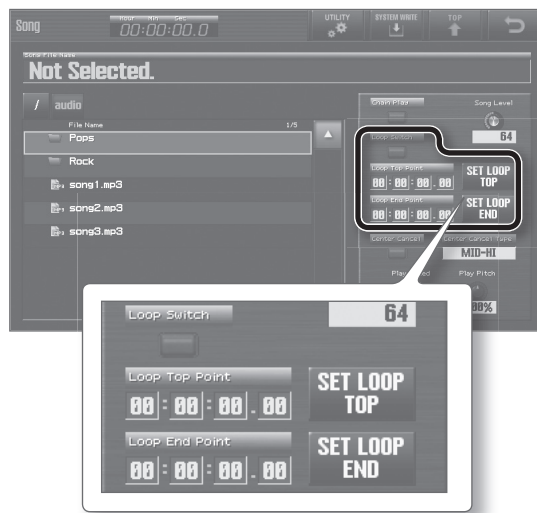 Song
Hour Min Sec
00:00:00.0
UTILITY
SYSTEM WRITE
TOP
Song File Name
Not Selected.
/ audio
File Name 1/5
Pops
Rock
song1.mp3
song2.mp3
song3.mp3
Chain Play
Song Level
64
Loop Switch
Loop Top Point
00:00:00.00
SET LOOP
TOP
Loop End Point
00:00:00.00
SET LOOP
END
Center Cancel
Center Cancel Type
MID-HI
Play Pitch
Loop Switch
64
Loop Top Point
00:00:00.00
SET LOOP
TOP
Loop End Point
00:00:00.00
SET LOOP
END